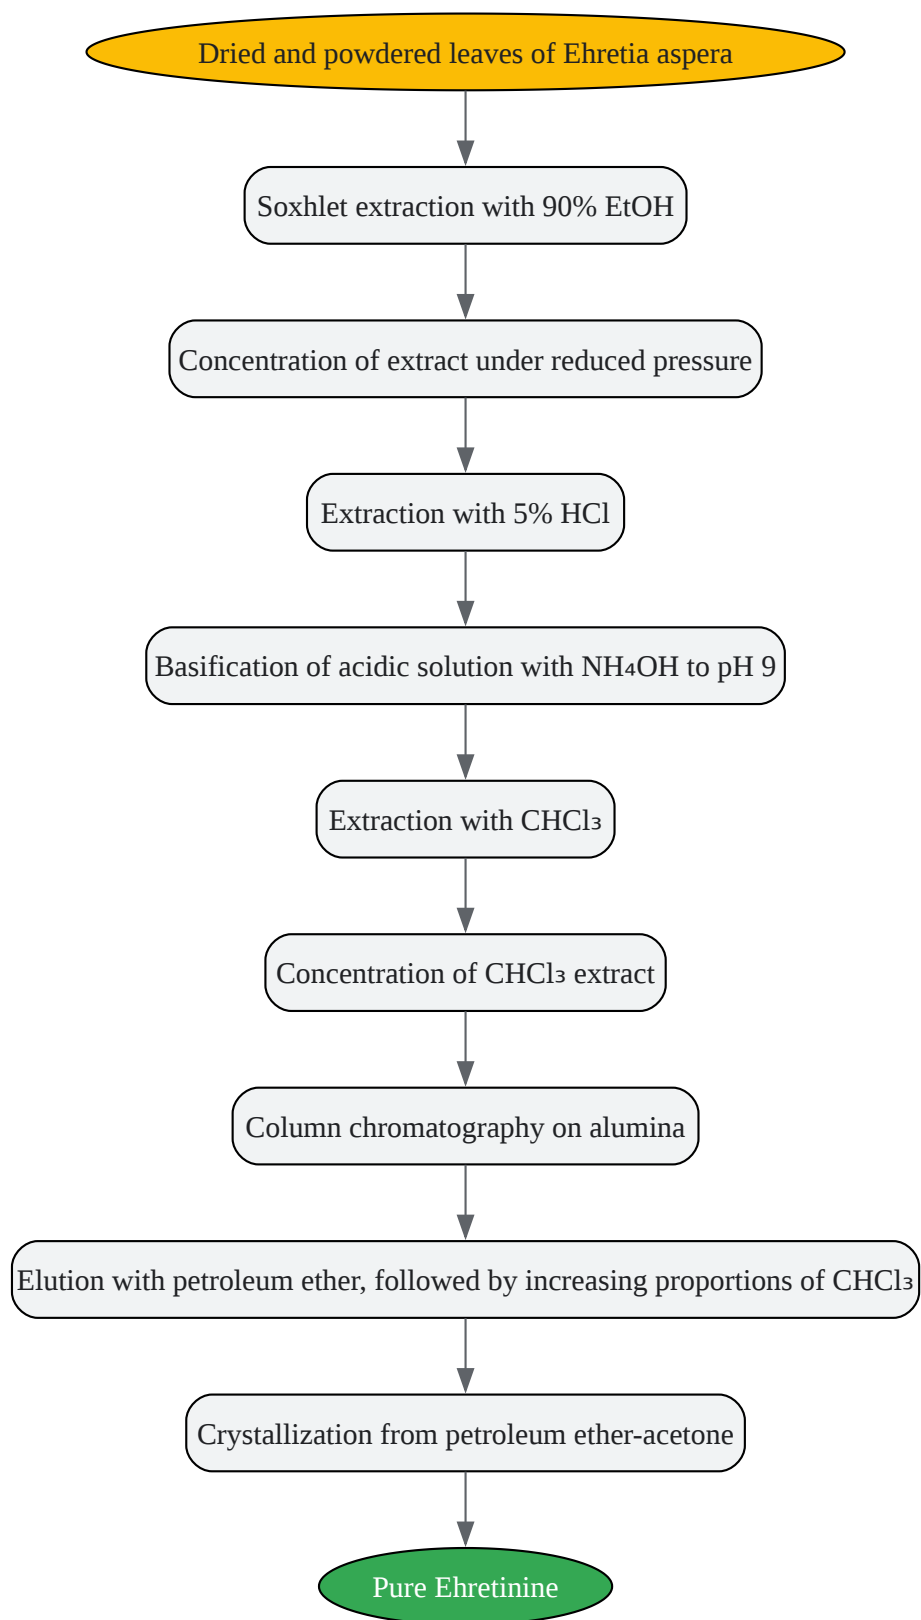 Dried and powdered leaves of Ehretia aspera
Soxhlet extraction with 90% EtOH
Concentration of extract under reduced pressure
Extraction with 5% HCl
Basification of acidic solution with NH₄OH to pH 9
Extraction with CHCl₃
Concentration of CHCl₃ extract
Column chromatography on alumina
Elution with petroleum ether, followed by increasing proportions of CHCl₃
Crystallization from petroleum ether-acetone
Pure Ehretinine